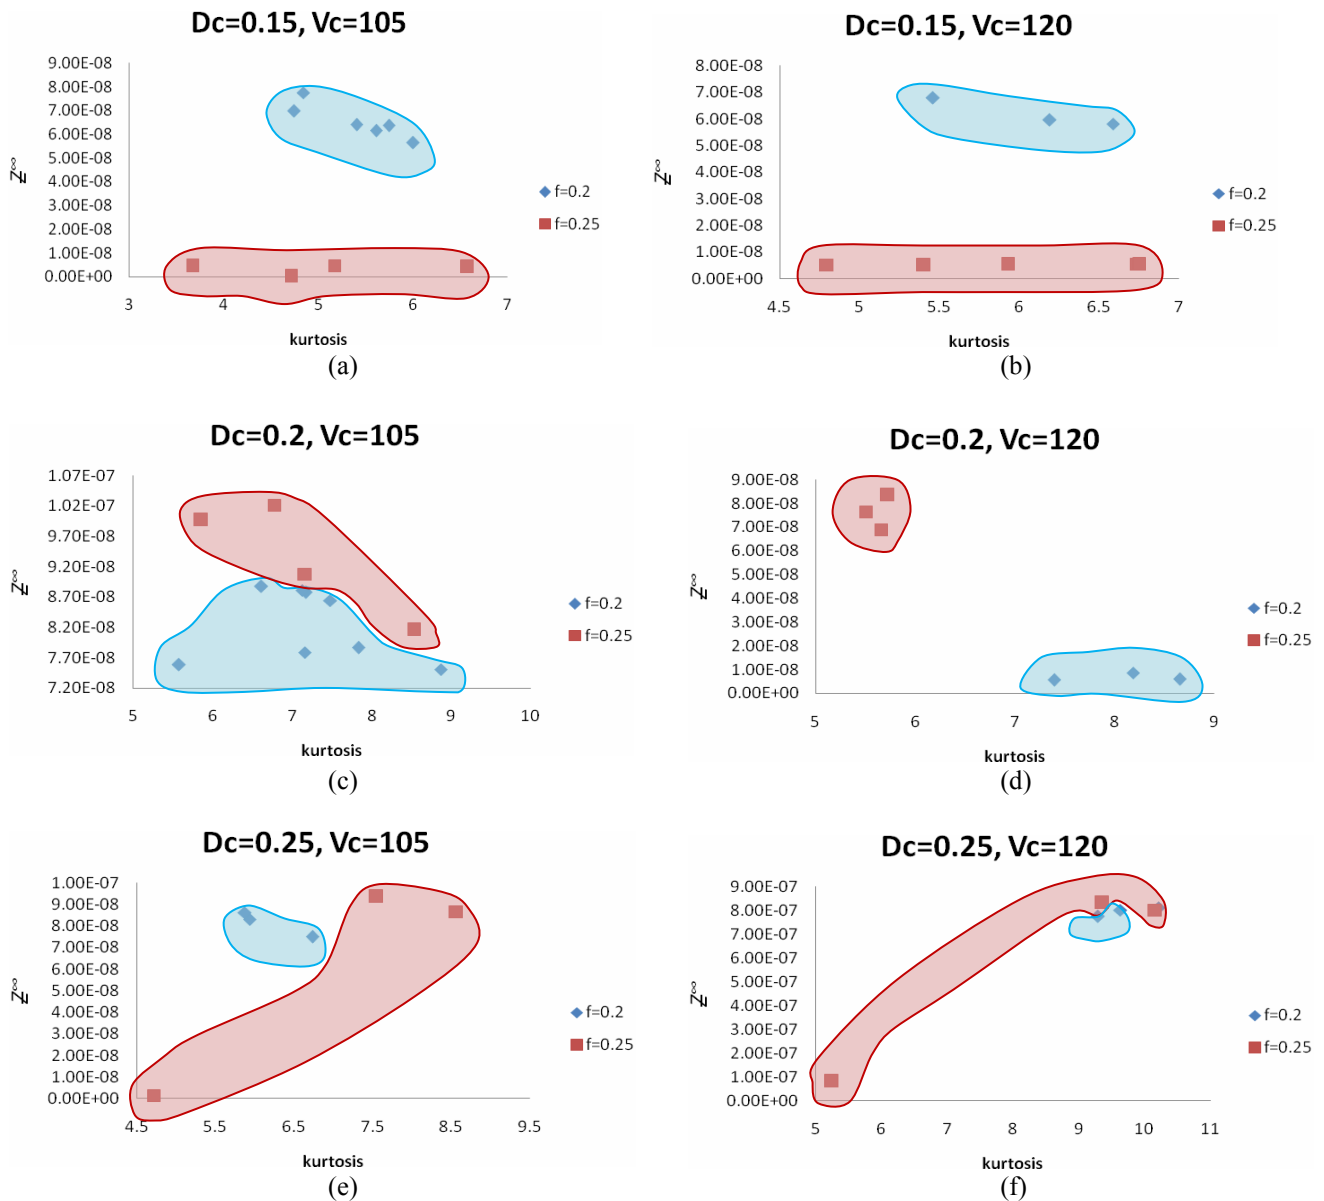 Dc=0.15, Vc=105
9.00E-08
8.00E-08
7.00E-08
6.00E-08
5.00E-08
4.00E-08
3.00E-08
2.00E-08
1.00E-08
0.00E+00
Z∞
3 4 5 6 7
kurtosis
f=0.2
f=0.25
(a)
Dc=0.15, Vc=120
8.00E-08
7.00E-08
6.00E-08
5.00E-08
4.00E-08
3.00E-08
2.00E-08
1.00E-08
0.00E+00
Z∞
4.5 5 5.5 6 6.5 7
kurtosis
f=0.2
f=0.25
(b)
Dc=0.2, Vc=105
1.07E-07
1.02E-07
9.70E-08
9.20E-08
8.70E-08
8.20E-08
7.70E-08
7.20E-08
Z∞
5 6 7 8 9 10
kurtosis
f=0.2
f=0.25
(c)
Dc=0.2, Vc=120
9.00E-08
8.00E-08
7.00E-08
6.00E-08
5.00E-08
4.00E-08
3.00E-08
2.00E-08
1.00E-08
0.00E+00
Z∞
5 6 7 8 9
kurtosis
f=0.2
f=0.25
(d)
Dc=0.25, Vc=105
1.00E-07
9.00E-08
8.00E-08
7.00E-08
6.00E-08
5.00E-08
4.00E-08
3.00E-08
2.00E-08
1.00E-08
0.00E+00
Z∞
4.5 5.5 6.5 7.5 8.5 9.5
kurtosis
f=0.2
f=0.25
(e)
Dc=0.25, Vc=120
9.00E-07
8.00E-07
7.00E-07
6.00E-07
5.00E-07
4.00E-07
3.00E-07
2.00E-07
1.00E-07
0.00E+00
Z∞
5 6 7 8 9 10 11
kurtosis
f=0.2
f=0.25
(f)